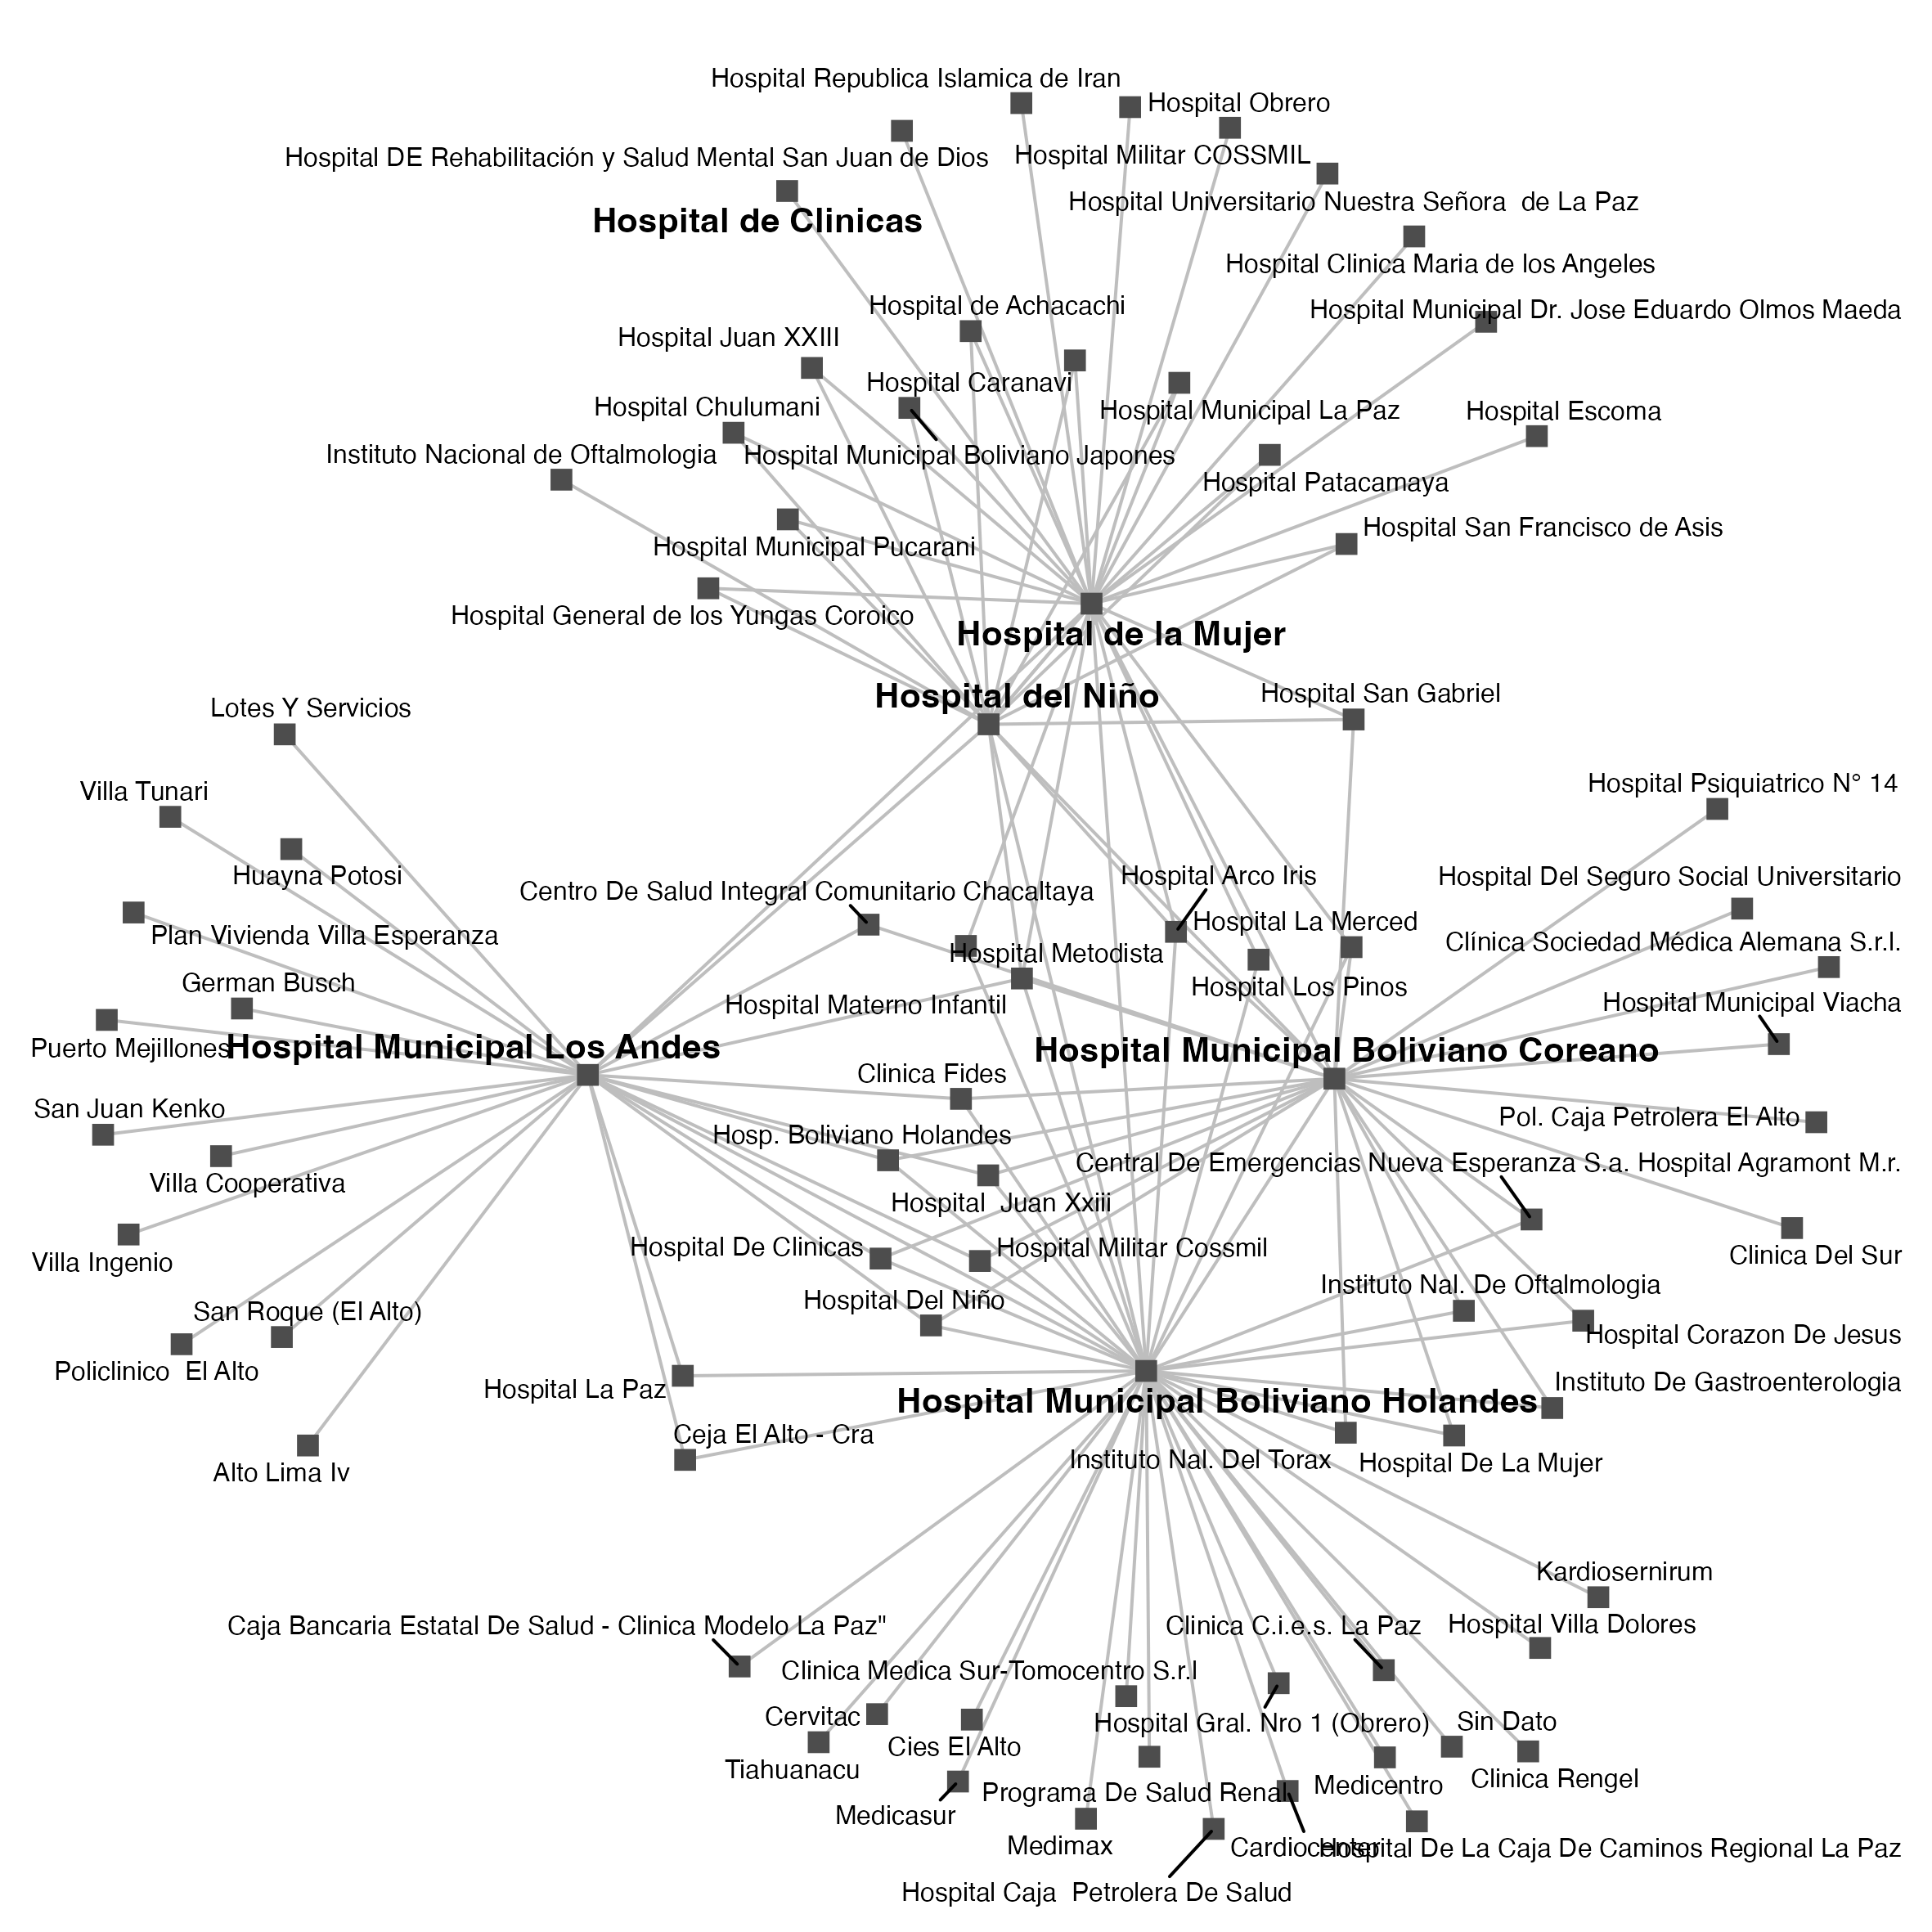 Hospital Republica Islamica de Iran
Hospital Obrero
Hospital DE Rehabilitación y Salud Mental San Juan de Dios
Hospital Militar COSSMIL
Hospital Universitario Nuestra Señora  de La Paz
Hospital de Clinicas
Hospital Clinica Maria de los Angeles
Hospital de Achacachi
Hospital Municipal Dr. Jose Eduardo Olmos Maeda
Hospital Juan XXIII
Hospital Caranavi
Hospital Chulumani
Hospital Municipal La Paz
Hospital Escoma
Instituto Nacional de Oftalmologia
Hospital Municipal Boliviano Japones
Hospital Patacamaya
Hospital San Francisco de Asis
Hospital Municipal Pucarani
Hospital General de los Yungas Coroico
Hospital de la Mujer
Hospital del Niño
Hospital San Gabriel
Lotes Y Servicios
Villa Tunari
Hospital Psiquiatrico N° 14
Huayna Potosi
Centro De Salud Integral Comunitario Chacaltaya
Hospital Arco Iris
Hospital Del Seguro Social Universitario
Plan Vivienda Villa Esperanza
Hospital La Merced
Hospital Metodista
Clínica Sociedad Médica Alemana S.r.l.
German Busch
Hospital Los Pinos
Hospital Materno Infantil
Hospital Municipal Viacha
Puerto Mejillones
Hospital Municipal Los Andes
Hospital Municipal Boliviano Coreano
Clinica Fides
San Juan Kenko
Pol. Caja Petrolera El Alto
Hosp. Boliviano Holandes
Central De Emergencias Nueva Esperanza S.a. Hospital Agramont M.r.
Villa Cooperativa
Hospital  Juan Xxiii
Villa Ingenio
Hospital De Clinicas
Hospital Militar Cossmil
Clinica Del Sur
Instituto Nal. De Oftalmologia
Hospital Del Niño
San Roque (El Alto)
Hospital Corazon De Jesus
Policlinico  El Alto
Hospital La Paz
Instituto De Gastroenterologia
Hospital Municipal Boliviano Holandes
Ceja El Alto - Cra
Instituto Nal. Del Torax
Hospital De La Mujer
Alto Lima Iv
Kardiosernirum
Caja Bancaria Estatal De Salud - Clinica Modelo La Paz"
Clinica C.i.e.s. La Paz
Hospital Villa Dolores
Clinica Medica Sur-Tomocentro S.r.l
Cervitac
Hospital Gral. Nro 1 (Obrero)
Sin Dato
Cies El Alto
Tiahuanacu
Programa De Salud Renal
Medicentro
Clinica Rengel
Medicasur
Medimax
Cardiocenter
Hospital De La Caja De Caminos Regional La Paz
Hospital Caja  Petrolera De Salud